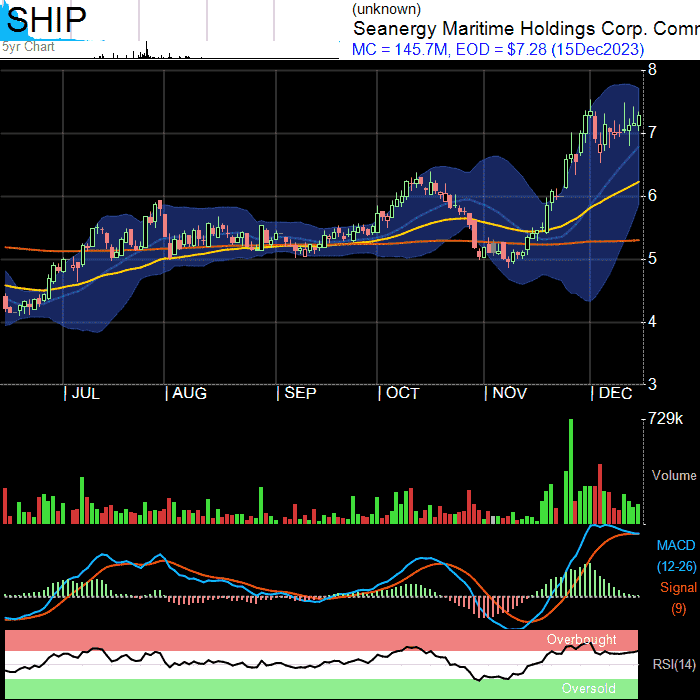 SHIP
5yr Chart
(unknown)
Seanergy Maritime Holdings Corp. Comr
MC = 145.7M, EOD = $7.28 (15Dec2023)
8
7
6
5
4
3
JUL AUG SEP OCT NOV DEC
729k
Volume
MACD
(12-26)
Signal
(9)
Overbought
RSI(14)
Oversold